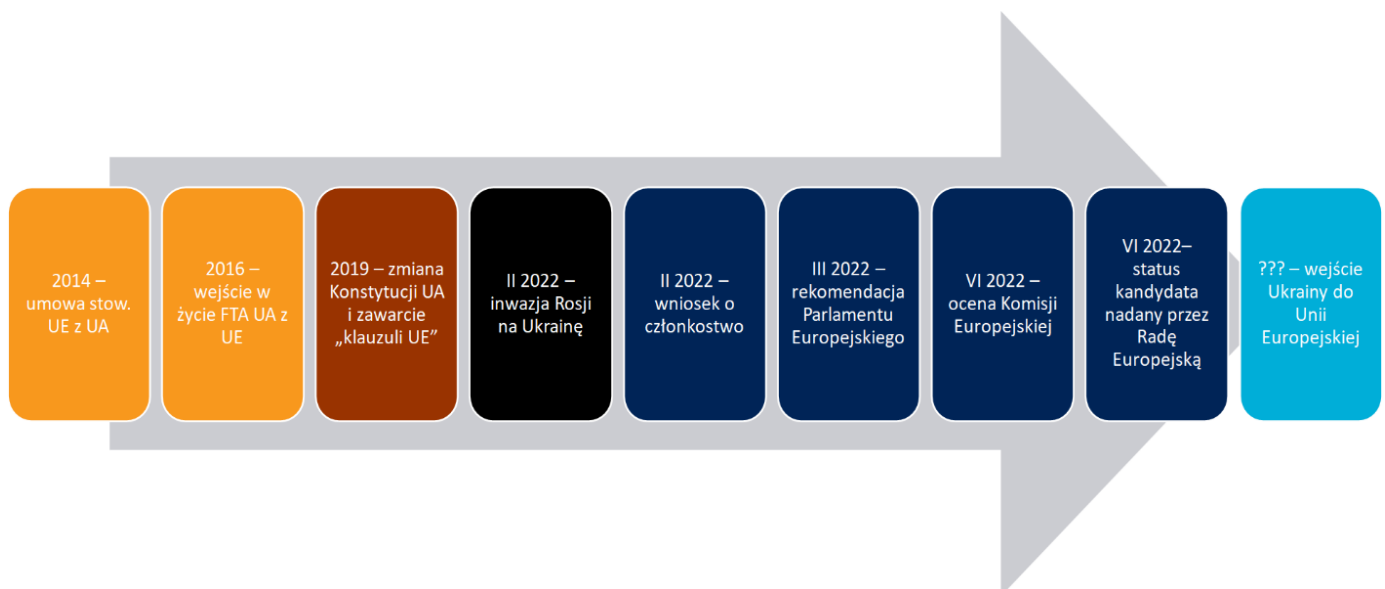 2014 –
umowa stow.
UE z UA
2016 –
wejście w
życie FTA UA z
UE
2019 – zmiana
Konstytucji UA
i zawarcie
„klauzuli UE”
II 2022 –
inwazja Rosji
na Ukrainę
II 2022 –
wniosek o
członkostwo
III 2022 –
rekomendacja
Parlamentu
Europejskiego
VI 2022 –
ocena Komisji
Europejskiej
VI 2022–
status
kandydata
nadany przez
Radę
Europejską
??? – wejście
Ukrainy do
Unii
Europejskiej